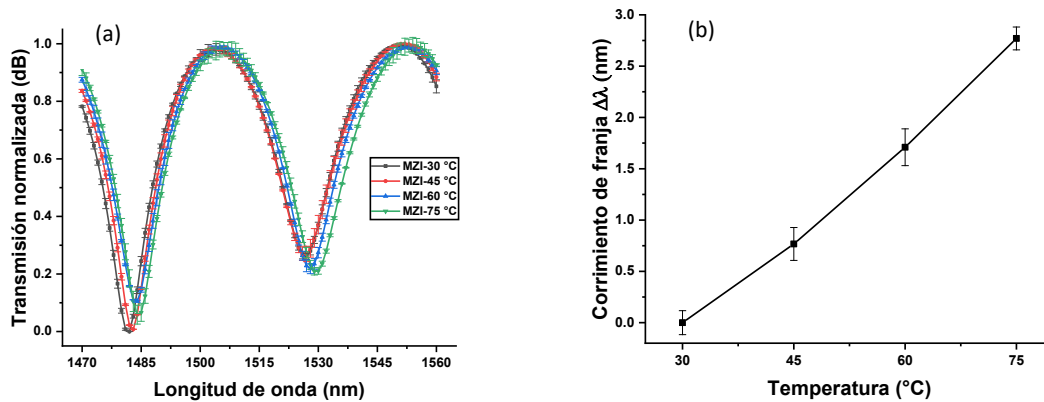 (a)
Transmisión normalizada (dB)
1.0
0.8
0.6
0.4
0.2
0.0
1470 1485 1500 1515 1530 1545 1560
Longitud de onda (nm)
MZI-30 °C
MZI-45 °C
MZI-60 °C
MZI-75 °C
(b)
Corrimiento de franja Δλ (nm)
3.0
2.5
2.0
1.5
1.0
0.5
0.0
30 45 60 75
Temperatura (°C)